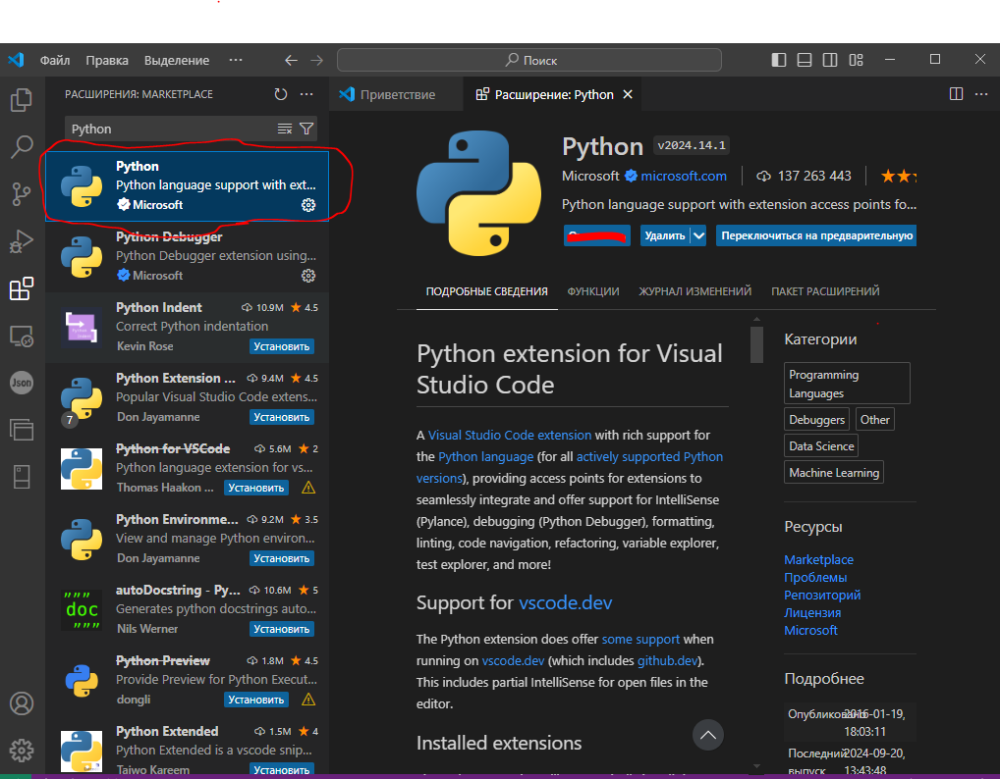 Файл Правка Выделение ··· Поиск
РАСШИРЕНИЯ: MARKETPLACE
Python
Python
Python language support with ext...
Microsoft
Python Debugger
Python Debugger extension using...
Microsoft
Python Indent 10.9M 4.5
Correct Python indentation
Kevin Rose Установить
Python Extension ... 9.4M 4.5
Popular Visual Studio Code extens...
7 Don Jayamanne Установить
Python for VSCode 5.6M 2
Python language extension for vs...
Thomas Haakon ... Установить
Python Environme... 9.2M 3.5
View and manage Python environ...
Don Jayamanne Установить
autoDocstring - Py... 10.6M 5
Generates python docstrings auto...
Nils Werner Установить
""" doc """
Python Preview 1.8M 4.5
Provide Preview for Python Execut...
dongli Установить
Python Extended 1.5M 4
Python Extended is a vscode snip...
Taiwo Kareem Установить
Json
Приветствие Расширение: Python
Python v2024.14.1
Microsoft microsoft.com 137 263 443
Python language support with extension access points fo...
Удалить Переключиться на предварительную
ПОДРОБНЫЕ СВЕДЕНИЯ ФУНКЦИИ ЖУРНАЛ ИЗМЕНЕНИЙ ПАКЕТ РАСШИРЕНИЙ
Python extension for Visual
Studio Code
A Visual Studio Code extension with rich support for
the Python language (for all actively supported Python
versions), providing access points for extensions to
seamlessly integrate and offer support for IntelliSense
(Pylance), debugging (Python Debugger), formatting,
linting, code navigation, refactoring, variable explorer,
test explorer, and more!
Support for vscode.dev
The Python extension does offer some support when
running on vscode.dev (which includes github.dev).
This includes partial IntelliSense for open files in the
editor.
Installed extensions
Категории
Programming
Languages
Debuggers Other
Data Science
Machine Learning
Ресурсы
Marketplace
Проблемы
Репозиторий
Лицензия
Microsoft
Подробнее
Опубликовано 2016-01-19,
18:03:11
Последний 2024-09-20,
выпуск 13:43:48